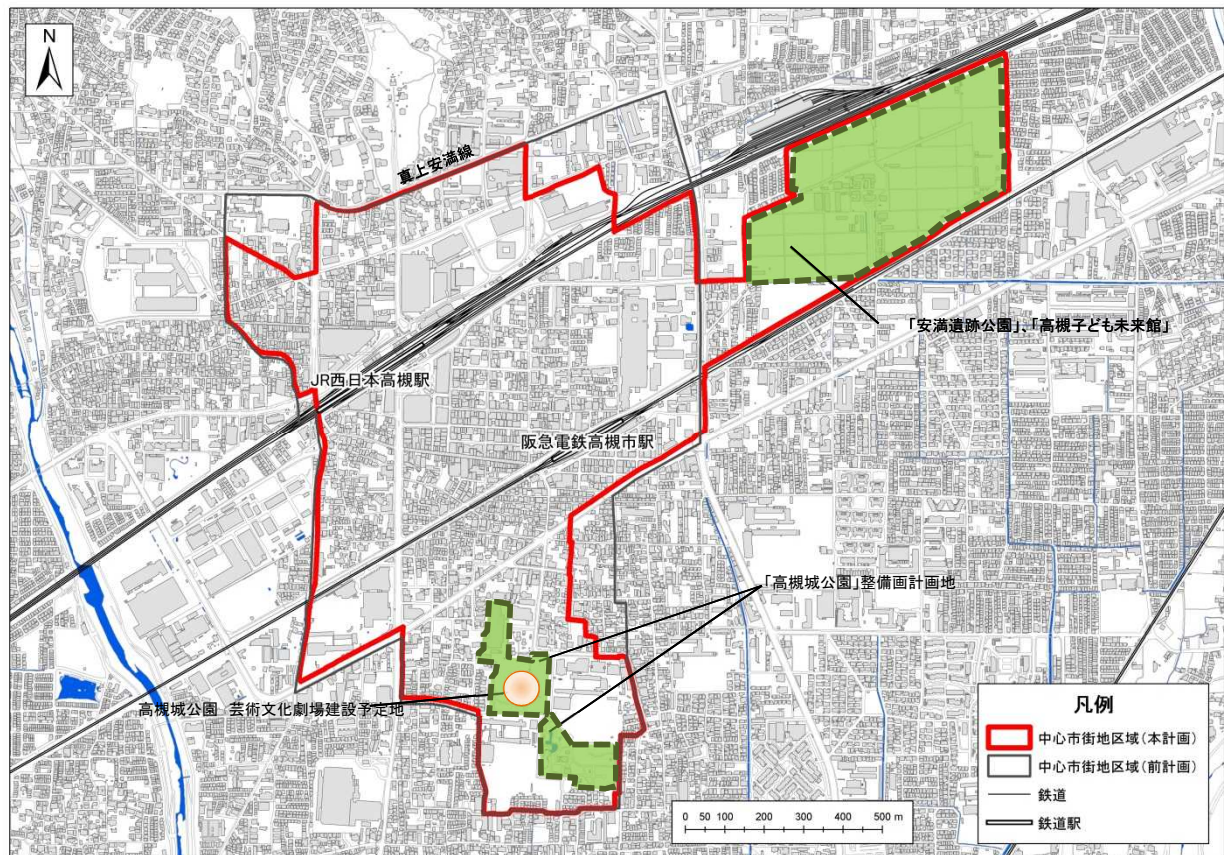 N
真上安満線
「安満遺跡公園」、「高槻子ども未来館」
JR西日本高槻駅
阪急電鉄高槻市駅
「高槻城公園」整備画計画地
高槻城公園 芸術文化劇場建設予定地
凡例
中心市街地区域(本計画)
中心市街地区域(前計画)
鉄道
鉄道駅
0 50 100 200 300 400 500 m